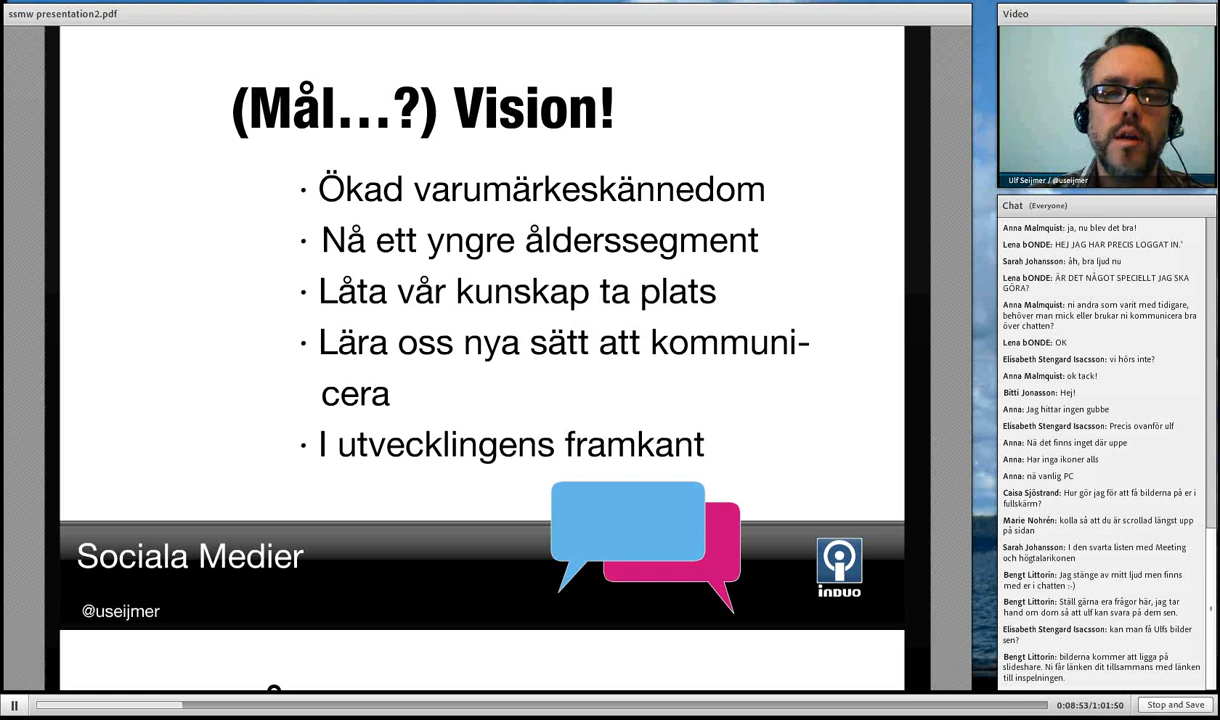 ssmw presentation2.pdf
(Mål...?) Vision!
· Ökad varumärkeskännedom
· Nå ett yngre ålderssegment
· Låta vår kunskap ta plats
· Lära oss nya sätt att kommuni-
cera
· I utvecklingens framkant
Sociala Medier
@useijmer
inDUO
Video
Ulf Seijmer / @useijmer
Chat (Everyone)
Anna Malmquist: ja, nu blev det bra!
Lena bONDE: HEJ JAG HAR PRECIS LOGGAT IN.'
Sarah Johansson: åh, bra ljud nu
Lena bONDE: ÄR DET NÅGOT SPECIELLT JAG SKA
GÖRA?
Anna Malmquist: ni andra som varit med tidigare,
behöver man mick eller brukar ni kommunicera bra
över chatten?
Lena bONDE: OK
Elisabeth Stengard Isacsson: vi hörs inte?
Anna Malmquist: ok tack!
Bitti Jonasson: Hej!
Anna: Jag hittar ingen gubbe
Elisabeth Stengard Isacsson: Precis ovanför ulf
Anna: Nä det finns inget där uppe
Anna: Har inga ikoner alls
Anna: nä vanlig PC
Caisa Sjöstrand: Hur gör jag för att få bilderna på er i
fullskärm?
Marie Nohrén: kolla så att du är scrollad längst upp
på sidan
Sarah Johansson: I den svarta listen med Meeting
och högtalarikonen
Bengt Littorin: Jag stänge av mitt ljud men finns
med er i chatten :-)
Bengt Littorin: Ställ gärna era frågor här, jag tar
hand om dom så att ulf kan svara på dem sen.
Elisabeth Stengard Isacsson: kan man få Ulfs bilder
sen?
Bengt Littorin: bilderna kommer att ligga på
slideshare. Ni får länken dit tillsammans med länken
till inspelningen.
0:08:53/1:01:50
Stop and Save